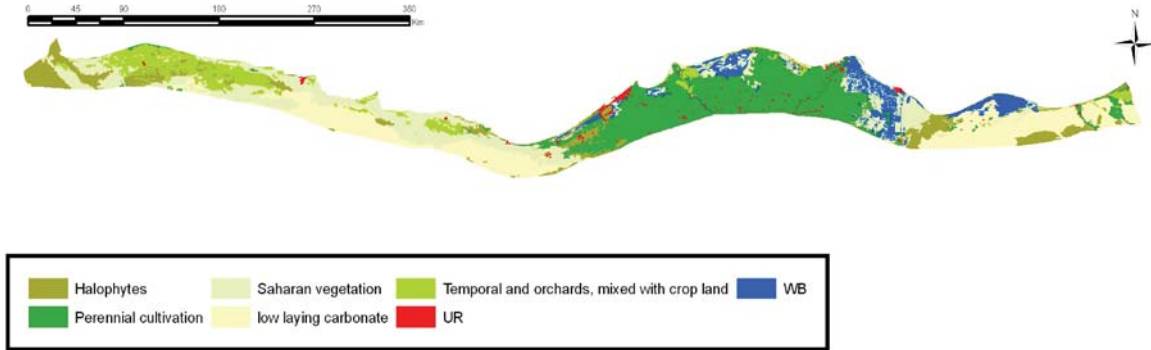 0 45 90 180 270 360
Km
N
Halophytes Saharan vegetation Temporal and orchards, mixed with crop land WB
Perennial cultivation low laying carbonate UR